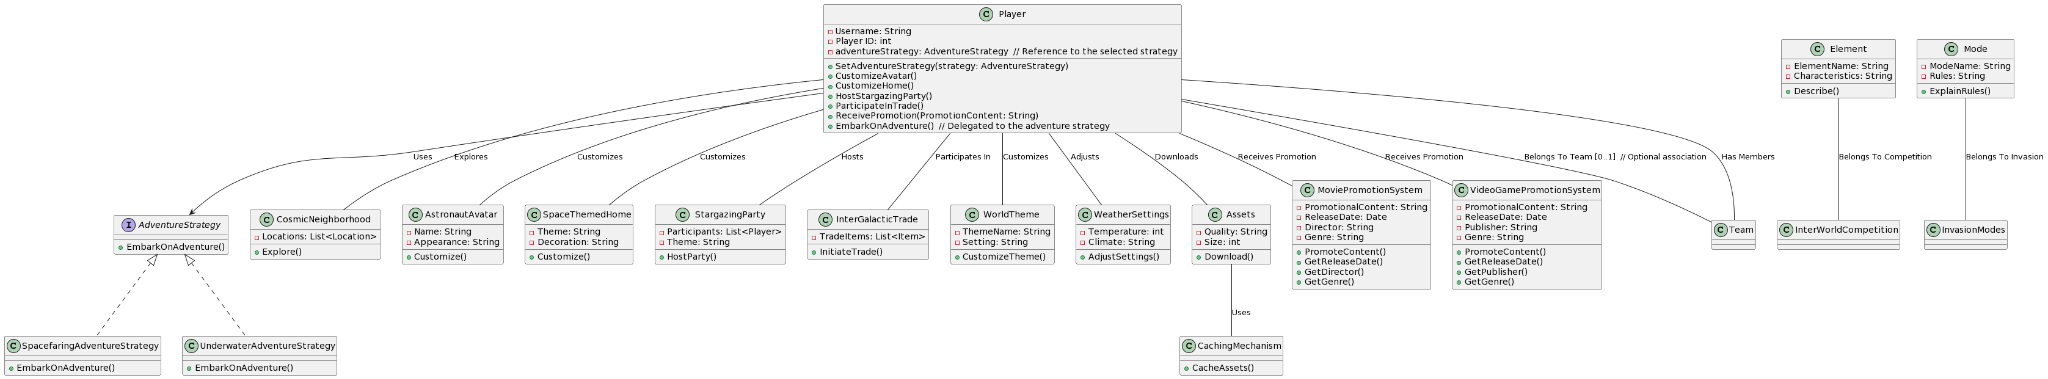 C Player
Username: String
Player ID: int
adventureStrategy: AdventureStrategy // Reference to the selected strategy
SetAdventureStrategy(strategy: AdventureStrategy)
CustomizeAvatar()
CustomizeHome()
HostStargazingParty()
ParticipateInTrade()
ReceivePromotion(PromotionContent: String)
EmbarkOnAdventure() // Delegated to the adventure strategy
C Element
ElementName: String
Characteristics: String
Describe()
C Mode
ModeName: String
Rules: String
ExplainRules()
Uses
Explores
Customizes
Customizes
Hosts
Participates In
Customizes
Adjusts
Downloads
Receives Promotion
Receives Promotion
Belongs To Team [0..1] // Optional association
Has Members
Belongs To Competition
Belongs To Invasion
I AdventureStrategy
EmbarkOnAdventure()
C CosmicNeighborhood
Locations: List<Location>
Explore()
C AstronautAvatar
Name: String
Appearance: String
Customize()
C SpaceThemedHome
Theme: String
Decoration: String
Customize()
C StargazingParty
Participants: List<Player>
Theme: String
HostParty()
C InterGalacticTrade
TradeItems: List<Item>
InitiateTrade()
C WorldTheme
ThemeName: String
Setting: String
CustomizeTheme()
C WeatherSettings
Temperature: int
Climate: String
AdjustSettings()
C Assets
Quality: String
Size: int
Download()
C MoviePromotionSystem
PromotionalContent: String
ReleaseDate: Date
Director: String
Genre: String
PromoteContent()
GetReleaseDate()
GetDirector()
GetGenre()
C VideoGamePromotionSystem
PromotionalContent: String
ReleaseDate: Date
Publisher: String
Genre: String
PromoteContent()
GetReleaseDate()
GetPublisher()
GetGenre()
C Team
C InterWorldCompetition
C InvasionModes
Uses
C SpacefaringAdventureStrategy
EmbarkOnAdventure()
C UnderwaterAdventureStrategy
EmbarkOnAdventure()
C CachingMechanism
CacheAssets()